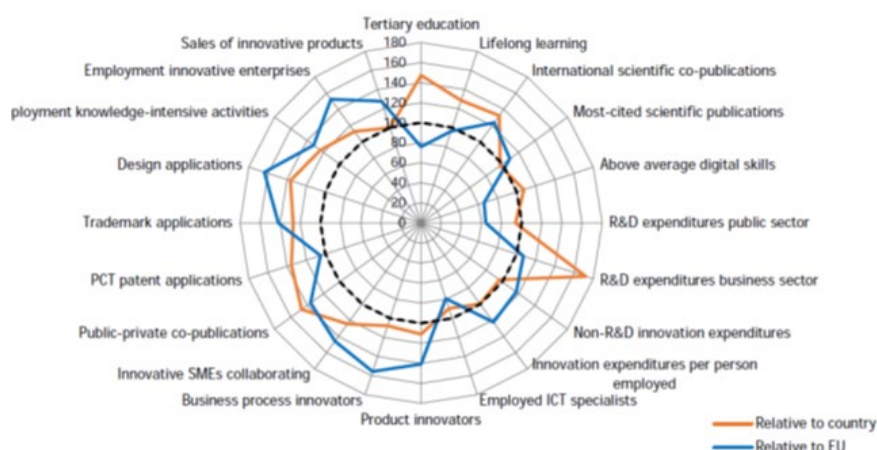 Tertiary education
Sales of innovative products
180
Lifelong learning
Employment innovative enterprises
160
International scientific co-publications
140
ployment knowledge-intensive activities
120
Most-cited scientific publications
100
Design applications
80
Above average digital skills
60
40
20
Trademark applications
0
R&D expenditures public sector
PCT patent applications
R&D expenditures business sector
Public-private co-publications
Non-R&D innovation expenditures
Innovative SMEs collaborating
Innovation expenditures per person
employed
Business process innovators
Employed ICT specialists
Product innovators
Relative to country
Relative to EU